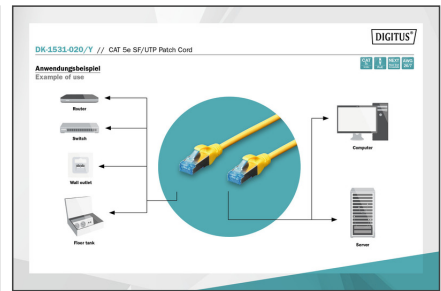 DIGITUS®
DK-1531-020/Y // CAT 5e SF/UTP Patch Cord
Anwendungsbeispiel
Example of use
Router
Switch
Wall outlet
Floor tank
Computer
Server